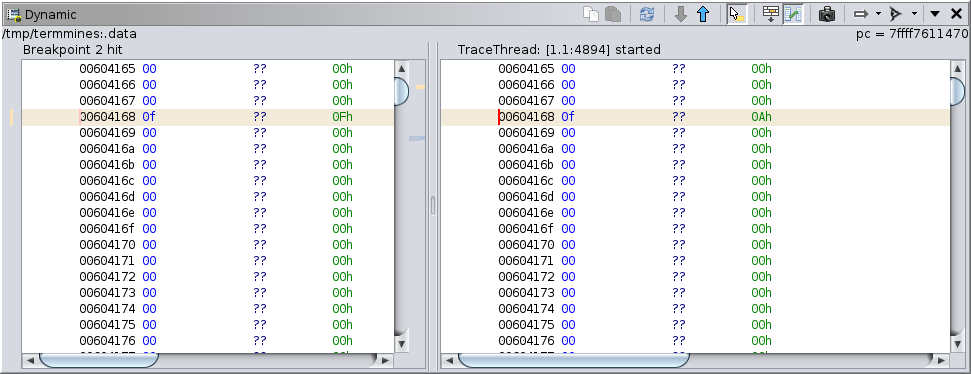 Dynamic
/tmp/termmines:.data pc = 7ffff7611470
Breakpoint 2 hit TraceThread: [1.1:4894] started
00604165 00 ?? 00h 00604165 00 ?? 00h
00604166 00 ?? 00h 00604166 00 ?? 00h
00604167 00 ?? 00h 00604167 00 ?? 00h
00604168 0f ?? 0Fh 00604168 0f ?? 0Ah
00604169 00 ?? 00h 00604169 00 ?? 00h
0060416a 00 ?? 00h 0060416a 00 ?? 00h
0060416b 00 ?? 00h 0060416b 00 ?? 00h
0060416c 00 ?? 00h 0060416c 00 ?? 00h
0060416d 00 ?? 00h 0060416d 00 ?? 00h
0060416e 00 ?? 00h 0060416e 00 ?? 00h
0060416f 00 ?? 00h 0060416f 00 ?? 00h
00604170 00 ?? 00h 00604170 00 ?? 00h
00604171 00 ?? 00h 00604171 00 ?? 00h
00604172 00 ?? 00h 00604172 00 ?? 00h
00604173 00 ?? 00h 00604173 00 ?? 00h
00604174 00 ?? 00h 00604174 00 ?? 00h
00604175 00 ?? 00h 00604175 00 ?? 00h
00604176 00 ?? 00h 00604176 00 ?? 00h